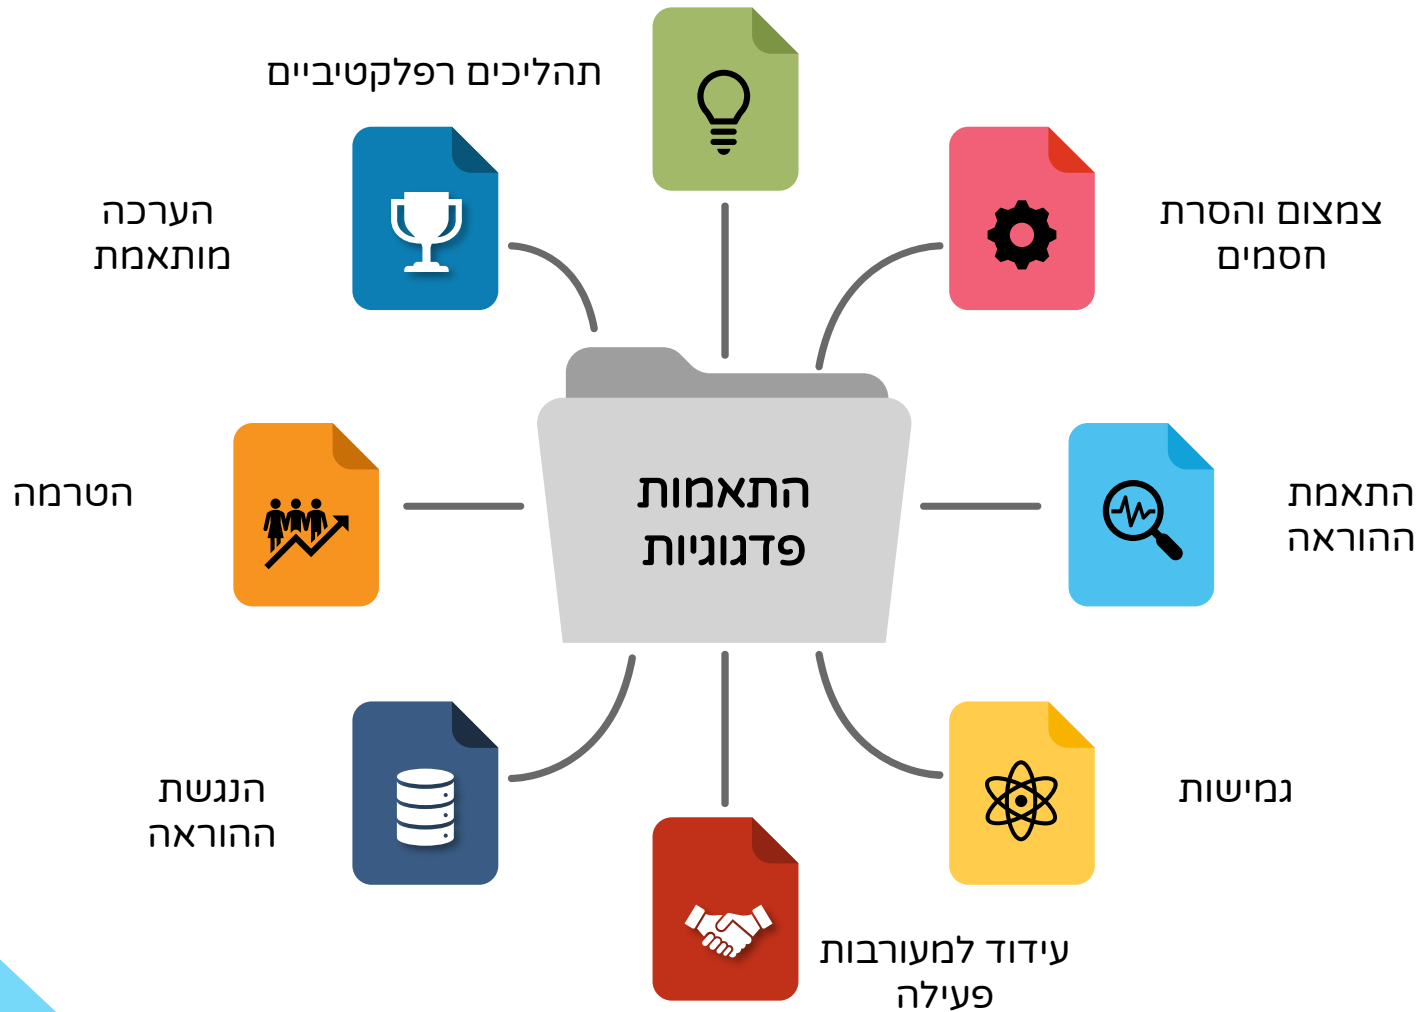 תהליכים רפלקטיביים
צמצום והסרת
חסמים
הערכה
מותאמת
התאמות
פדגוגיות
התאמת
ההוראה
הטרמה
גמישות
הנגשת
ההוראה
עידוד למעורבות
פעילה